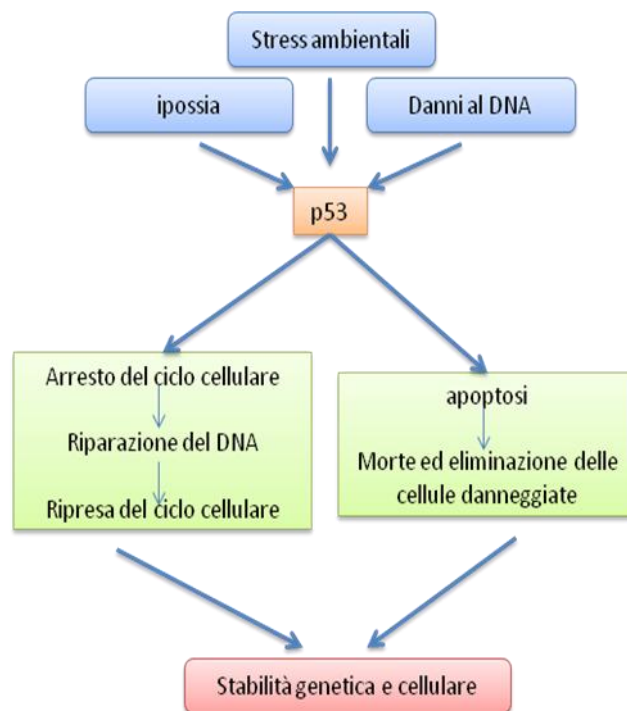 Stress ambientali
ipossia
Danni al DNA
p53
Arresto del ciclo cellulare
Riparazione del DNA
Ripresa del ciclo cellulare
apoptosi
Morte ed eliminazione delle
cellule danneggiate
Stabilità genetica e cellulare